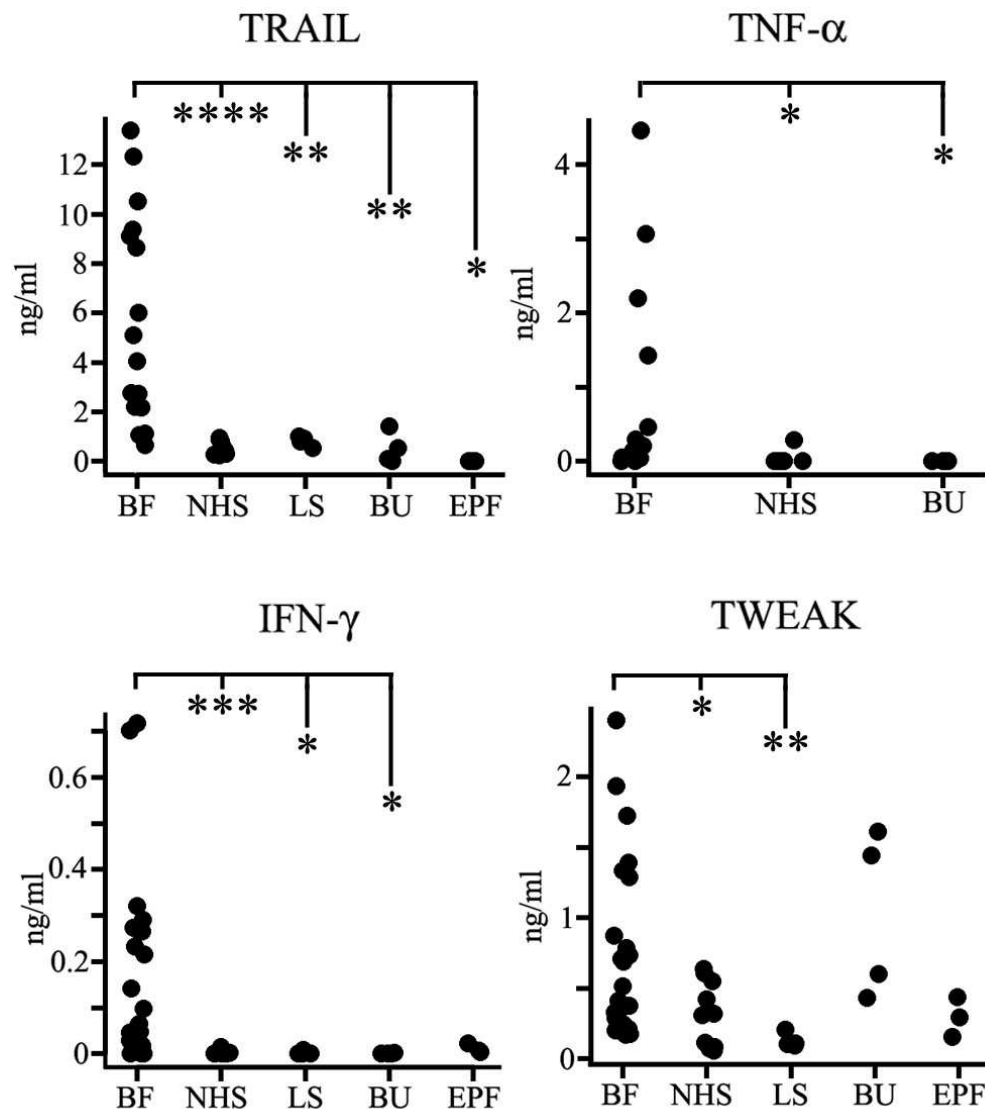 TRAIL
****
**
**
*
12
10
8
6
4
2
0
ng/ml
BF NHS LS BU EPF
TNF-α
*
*
4
2
0
ng/ml
BF NHS BU
IFN-γ
***
*
*
0.6
0.4
0.2
0
ng/ml
BF NHS LS BU EPF
TWEAK
*
**
2
1
0
ng/ml
BF NHS LS BU EPF